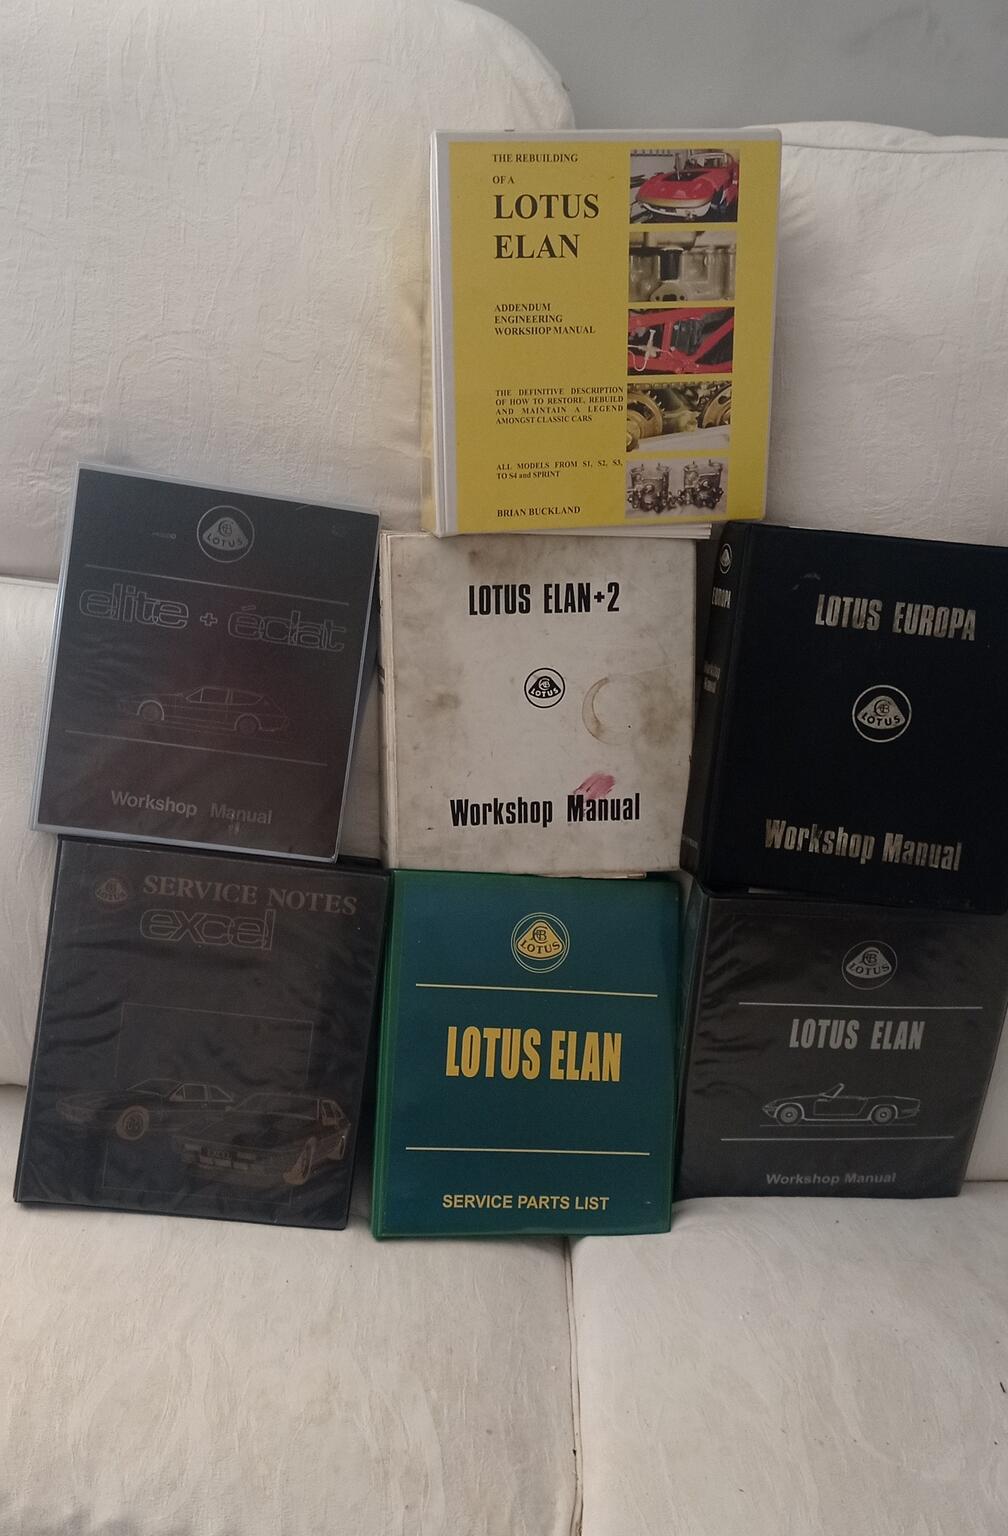 THE REBUILDING
OF A
LOTUS
ELAN
ADDENDUM
ENGINEERING
WORKSHOP MANUAL
THE DEFINITIVE DESCRIPTION
OF HOW TO RESTORE, REBUILD
AND MAINTAIN A LEGEND
AMONGST CLASSIC CARS
ALL MODELS FROM S1, S2, S3,
TO S4 and SPRINT
BRIAN BUCKLAND
LOTUS
elite + éclat
Workshop Manual
LOTUS ELAN+2
LOTUS
Workshop Manual
EUROPA
Workshop
Manual
LOTUS EUROPA
LOTUS
Workshop Manual
LOTUS
SERVICE NOTES
excel
LOTUS
LOTUS ELAN
SERVICE PARTS LIST
LOTUS
LOTUS ELAN
Workshop Manual